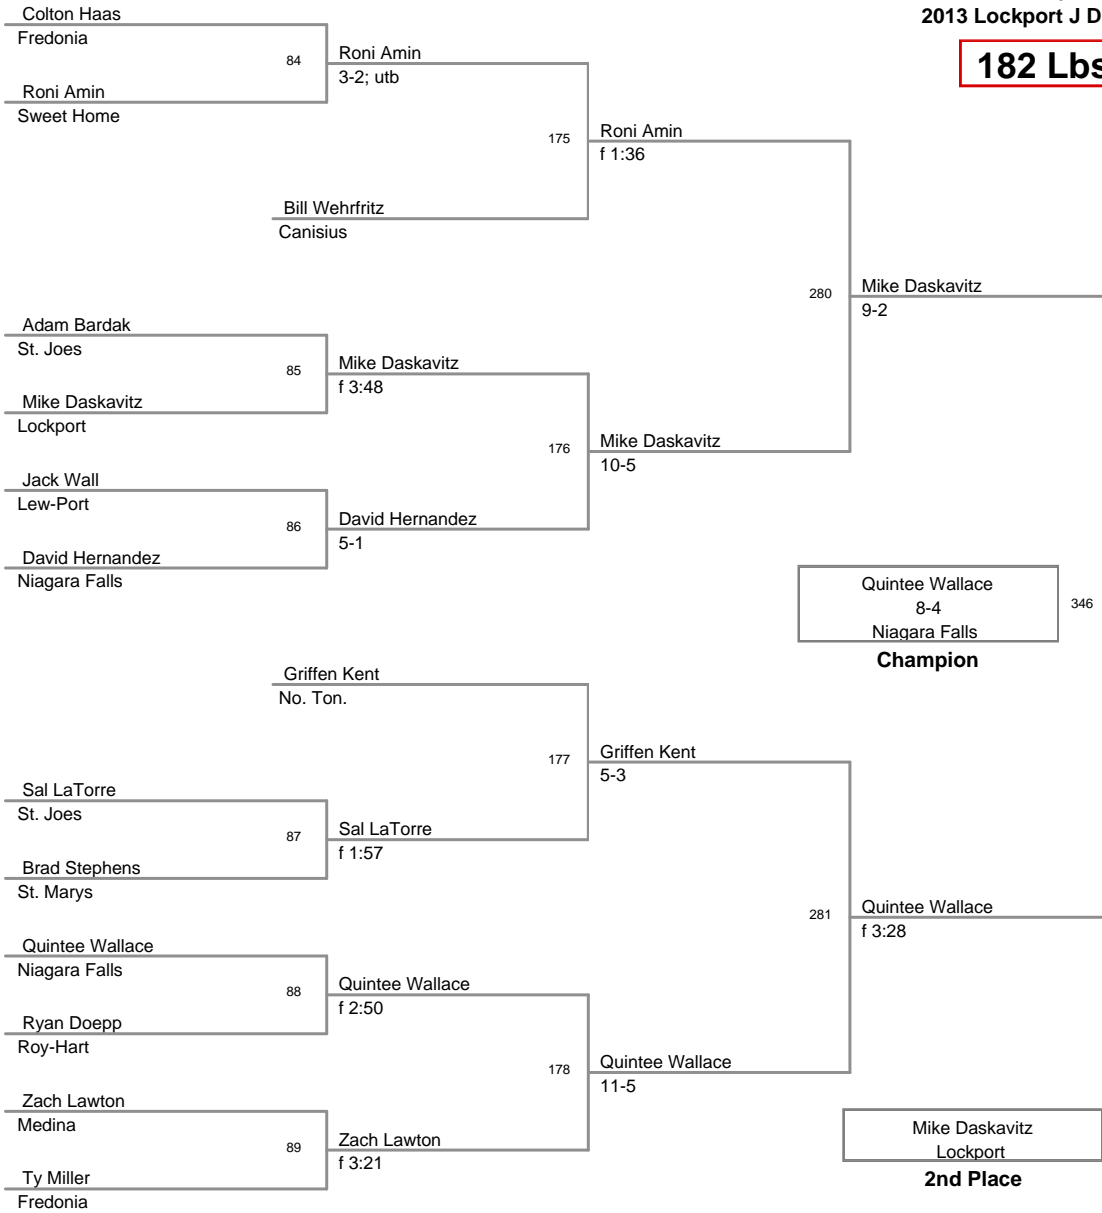 2013 Lockport J D
182 Lbs
Colton Haas
Fredonia
84
Roni Amin
3-2; utb
Roni Amin
Sweet Home
175
Roni Amin
f 1:36
Bill Wehrfritz
Canisius
280
Mike Daskavitz
9-2
Adam Bardak
St. Joes
85
Mike Daskavitz
f 3:48
Mike Daskavitz
Lockport
176
Mike Daskavitz
10-5
Jack Wall
Lew-Port
86
David Hernandez
5-1
David Hernandez
Niagara Falls
Quintee Wallace
8-4
Niagara Falls
346
Champion
Griffen Kent
No. Ton.
177
Griffen Kent
5-3
Sal LaTorre
St. Joes
87
Sal LaTorre
f 1:57
Brad Stephens
St. Marys
281
Quintee Wallace
f 3:28
Quintee Wallace
Niagara Falls
88
Quintee Wallace
f 2:50
Ryan Doepp
Roy-Hart
178
Quintee Wallace
11-5
Zach Lawton
Medina
89
Zach Lawton
f 3:21
Ty Miller
Fredonia
Mike Daskavitz
Lockport
2nd Place